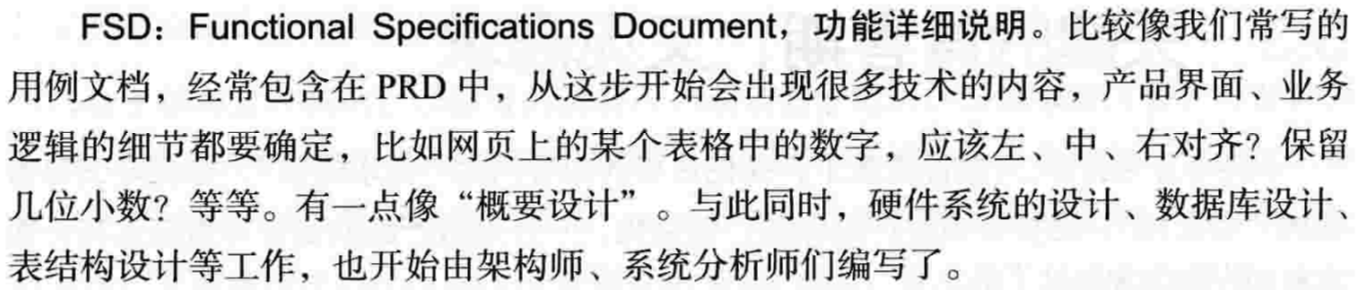 FSD：Functional Specifications Document，功能详细说明。比较像我们常写的
用例文档，经常包含在 PRD 中，从这步开始会出现很多技术的内容，产品界面、业务
逻辑的细节都要确定，比如网页上的某个表格中的数字，应该左、中、右对齐？保留
几位小数？等等。有一点像“概要设计”。与此同时，硬件系统的设计、数据库设计、
表结构设计等工作，也开始由架构师、系统分析师们编写了。